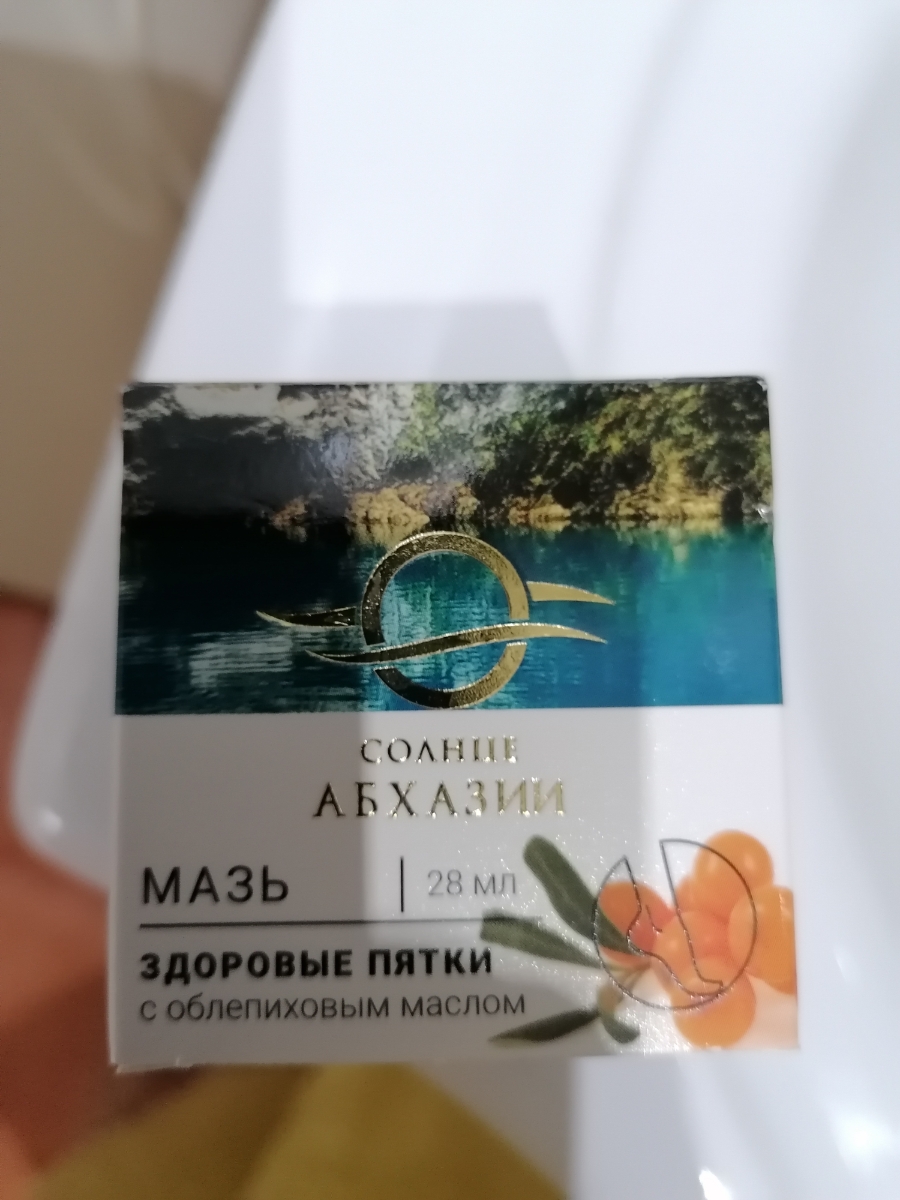 СОЛНЦЕ
АБХАЗИИ
МАЗЬ | 28 мл
ЗДОРОВЫЕ ПЯТКИ
с облепиховым маслом